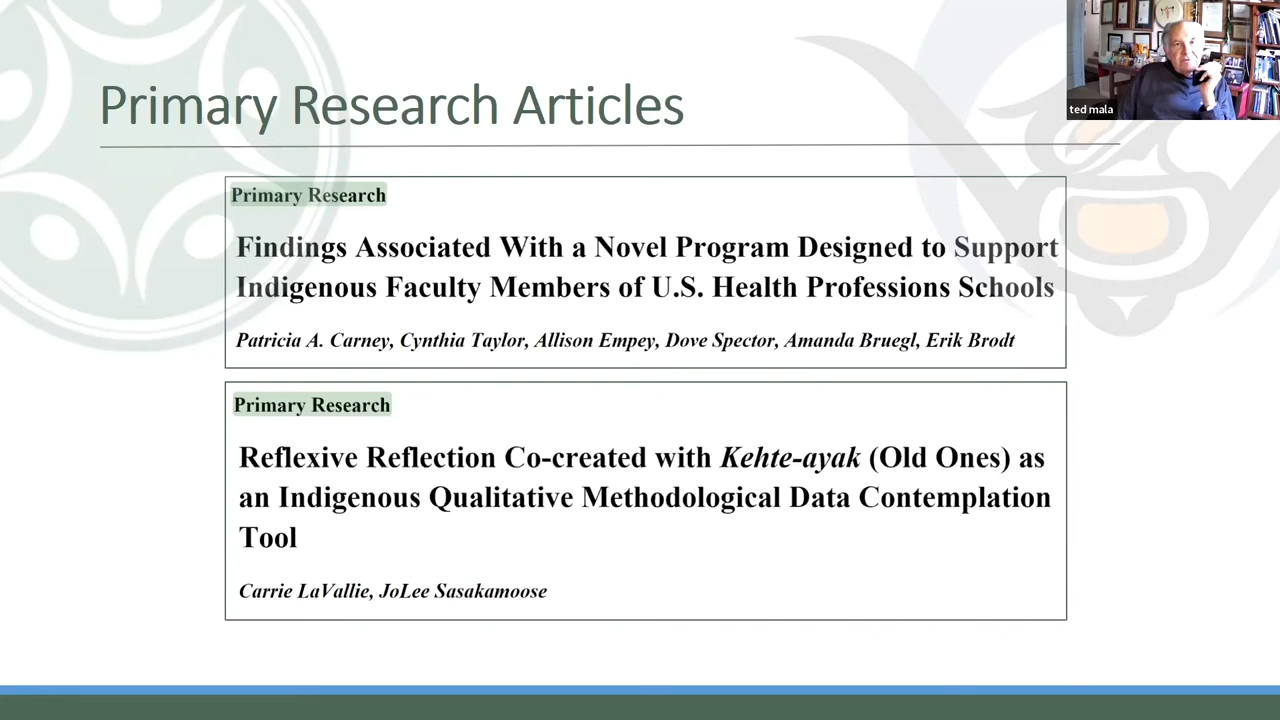 Primary Research Articles
ted mala
Primary Research
Findings Associated With a Novel Program Designed to Support
Indigenous Faculty Members of U.S. Health Professions Schools
Patricia A. Carney, Cynthia Taylor, Allison Empey, Dove Spector, Amanda Bruegl, Erik Brodt
Primary Research
Reflexive Reflection Co-created with Kehte-ayak (Old Ones) as
an Indigenous Qualitative Methodological Data Contemplation
Tool
Carrie LaVallie, JoLee Sasakamoose